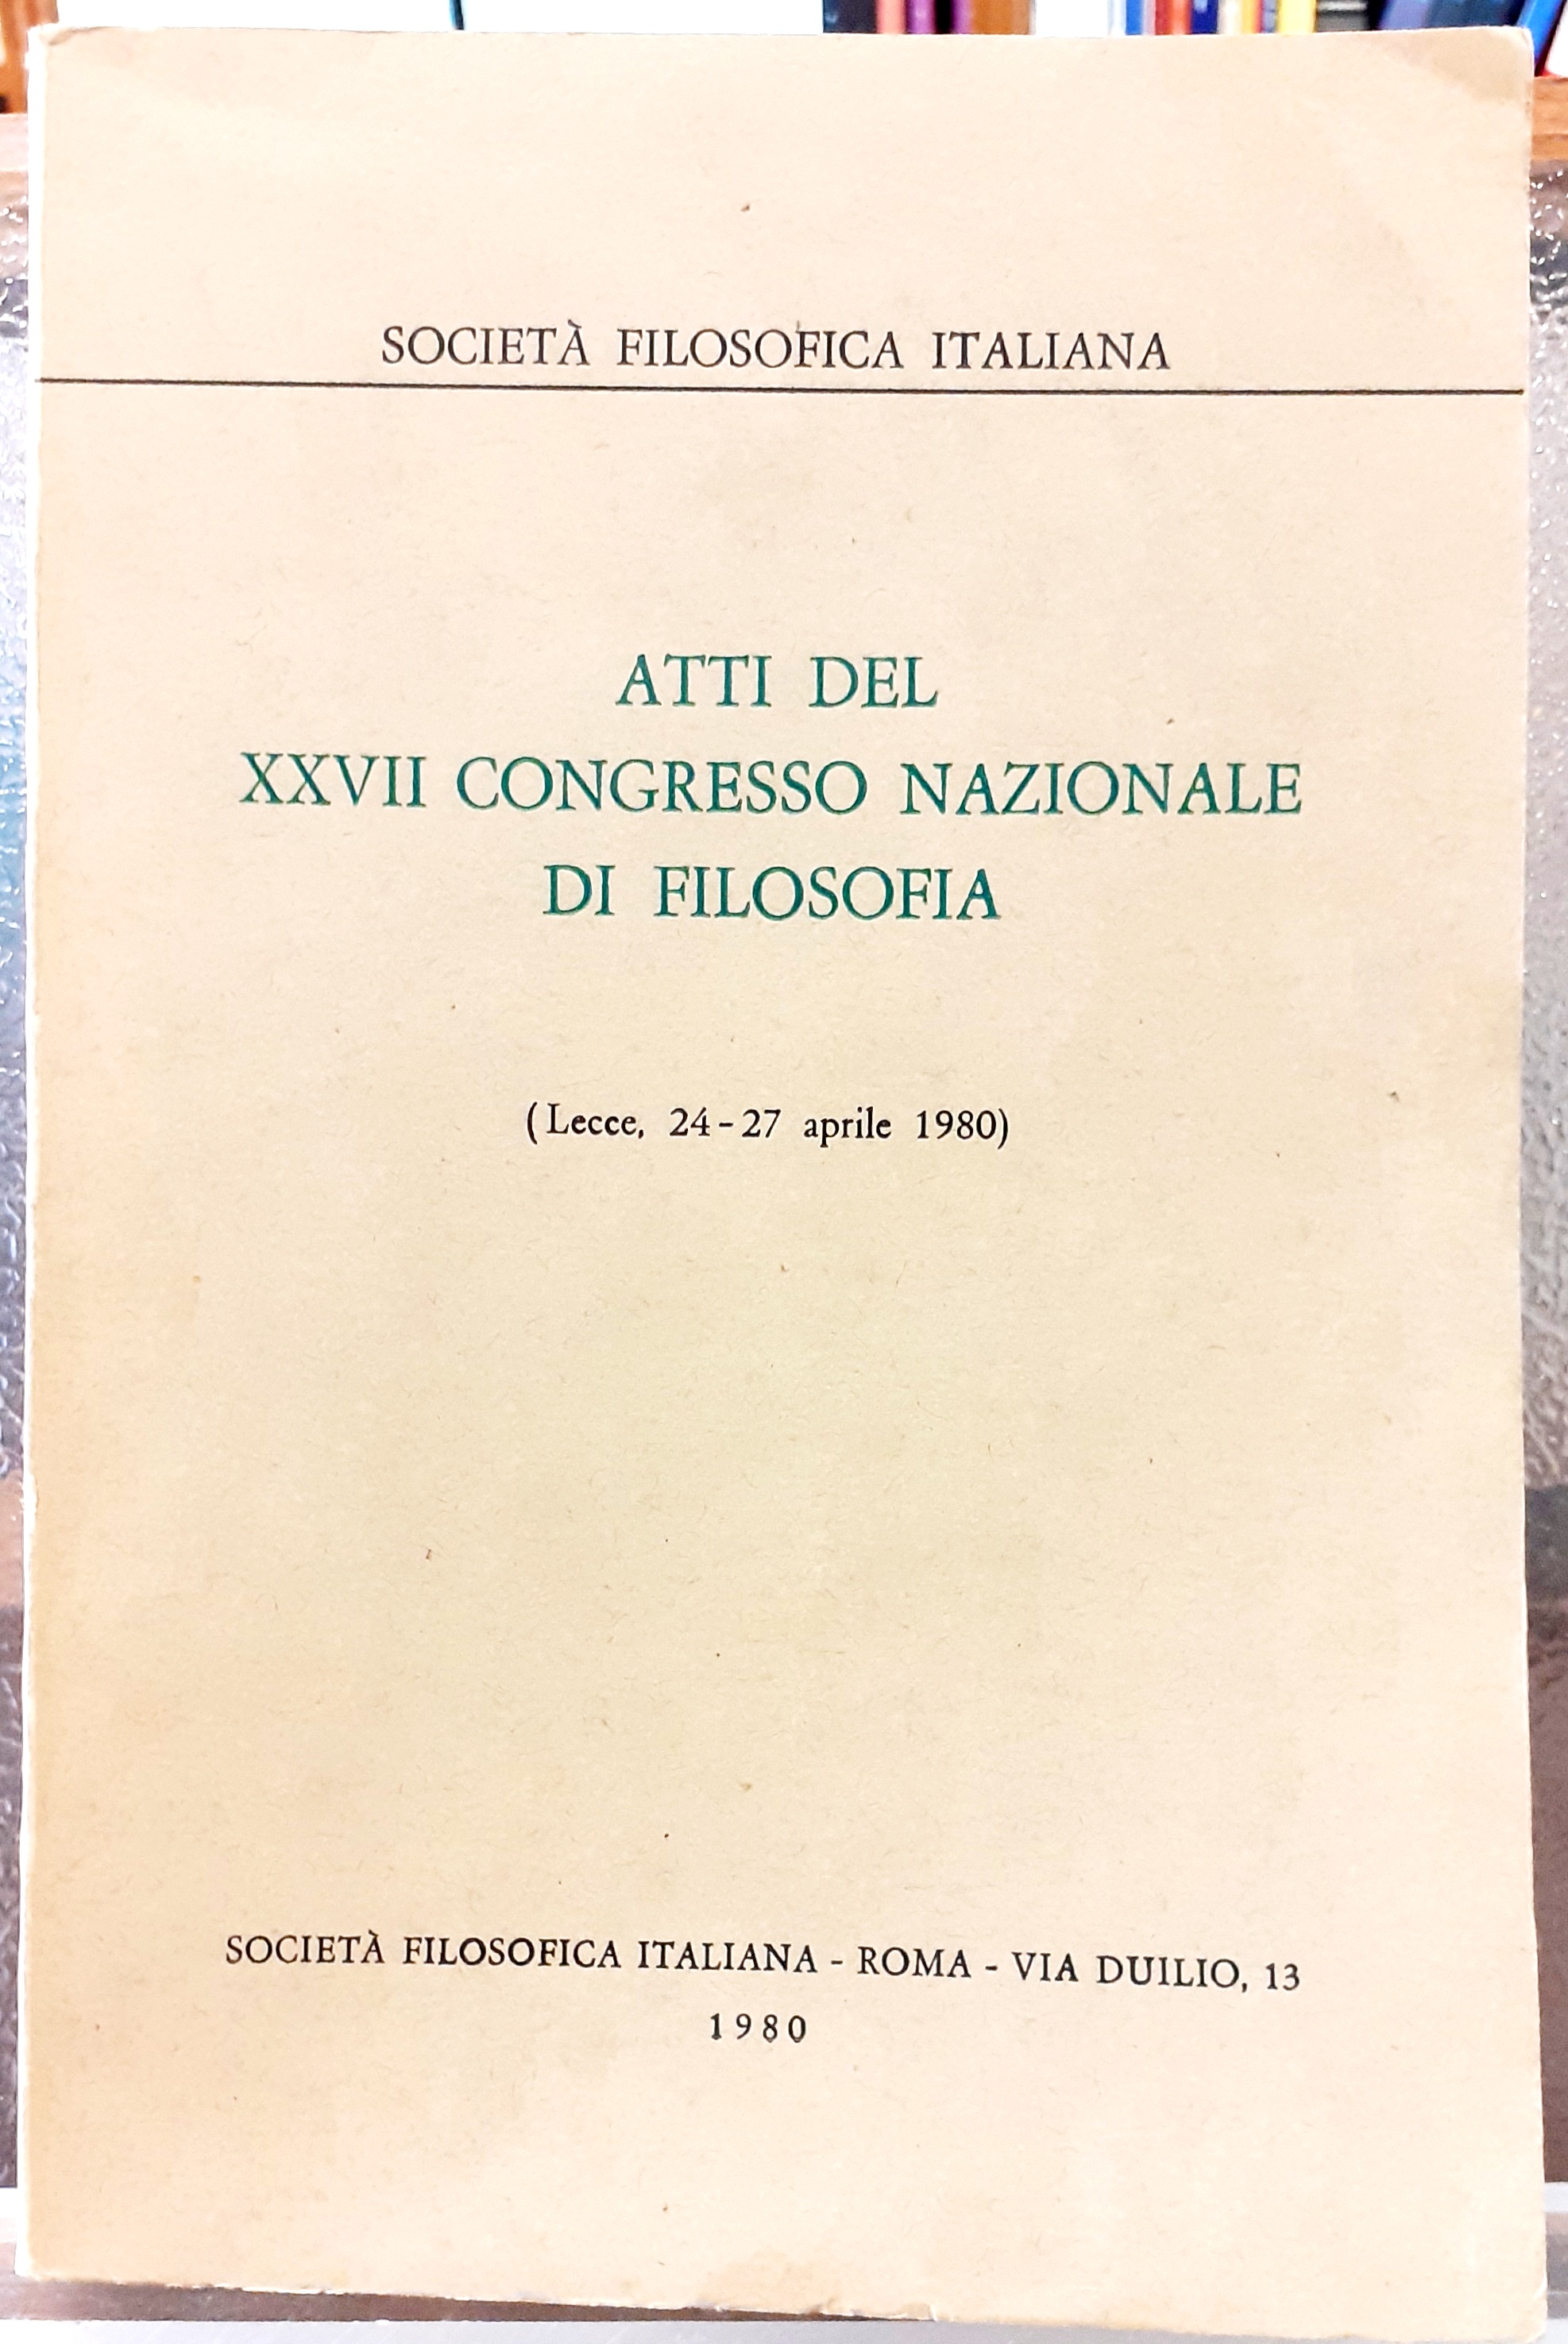 SOCIETÀ FILOSOFICA ITALIANA
ATTI DEL
XXVII CONGRESSO NAZIONALE
DI FILOSOFIA
(Lecce, 24-27 aprile 1980)
SOCIETÀ FILOSOFICA ITALIANA - ROMA - VIA DUILIO, 13
1980